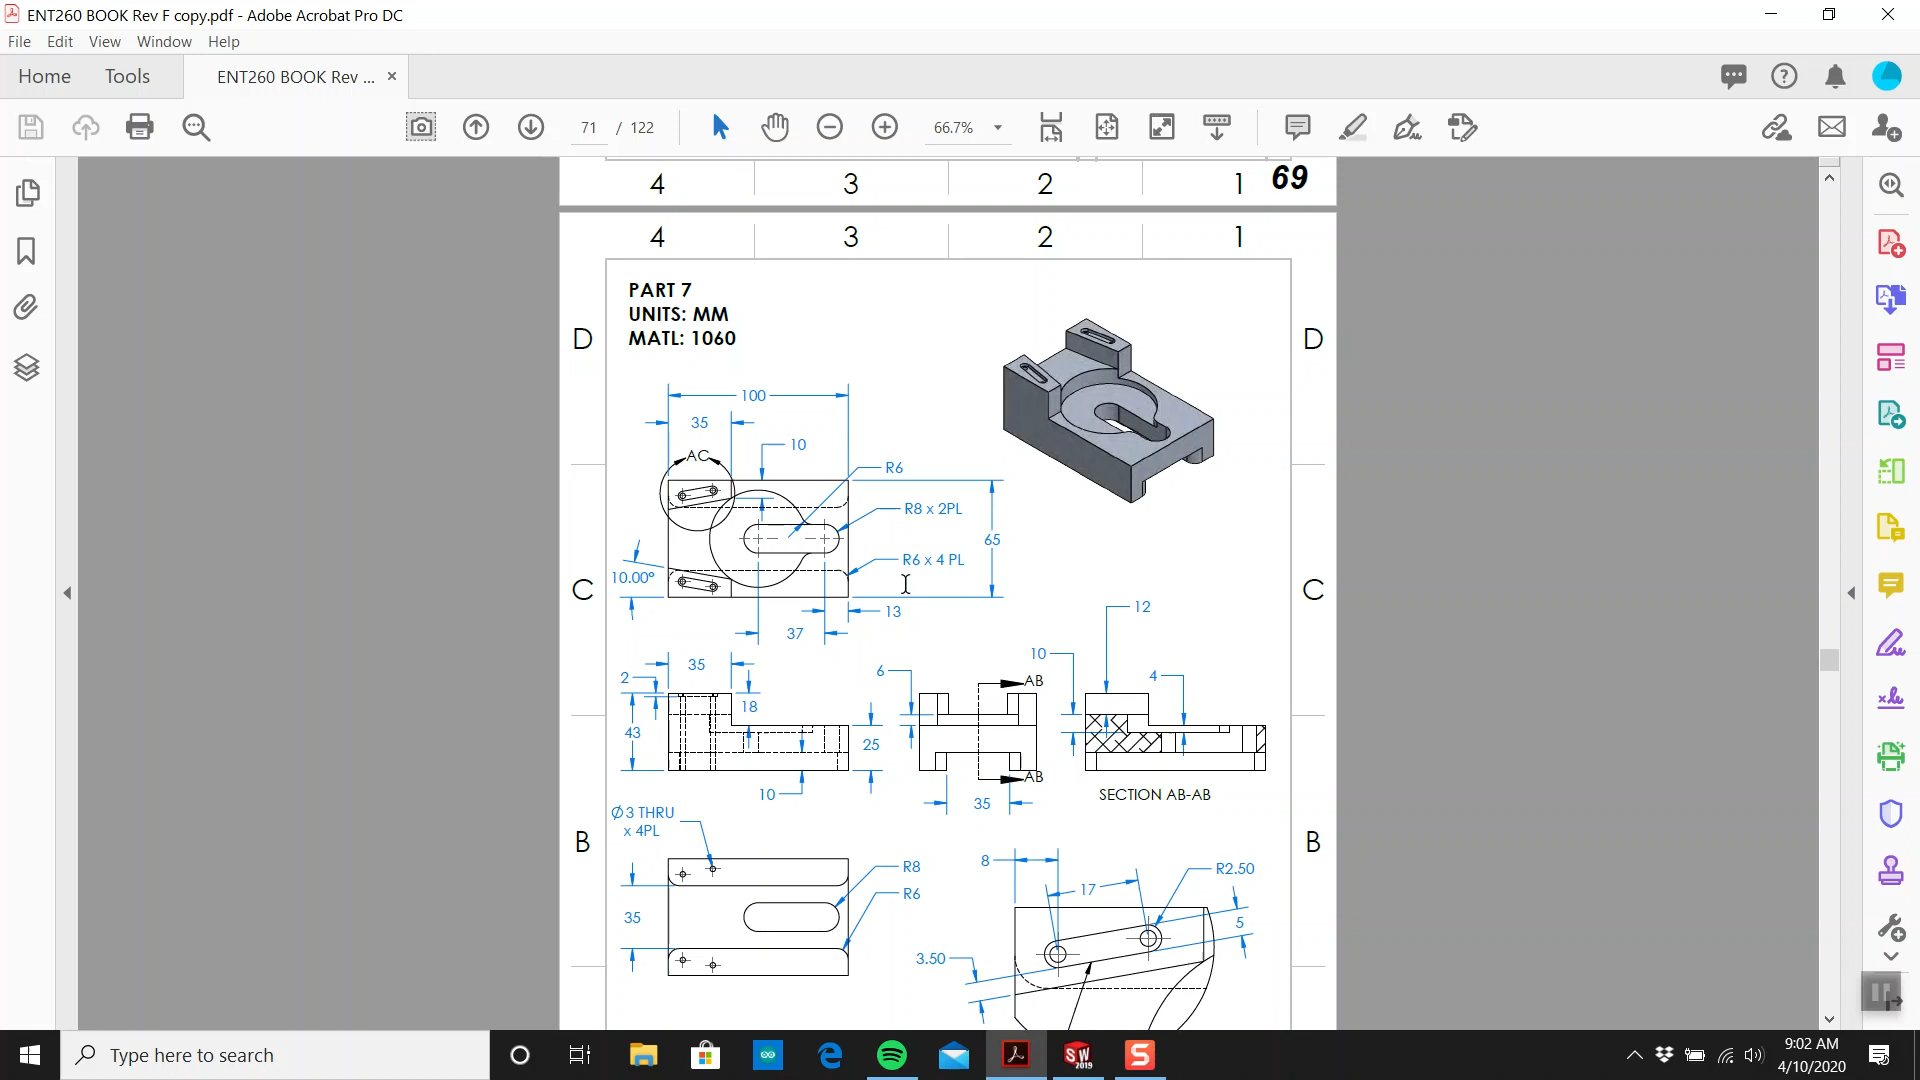 ENT260 BOOK Rev F copy.pdf - Adobe Acrobat Pro DC
File Edit View Window Help
Home Tools ENT260 BOOK Rev ... ×
71 / 122 66.7%
4 3 2 1 69
4 3 2 1
PART 7
UNITS: MM
MATL: 1060
D D
100
35
10
AC
R6
R8 x 2PL
65
R6 x 4 PL
10.00°
C C
13
37
12
35
10
6
AB
2
4
18
43
25
AB
10
35
SECTION AB-AB
Ø3 THRU
x 4PL
B B
8
R8
R2.50
17
R6
35
5
3.50
Type here to search
SW
2019
S
9:02 AM
4/10/2020